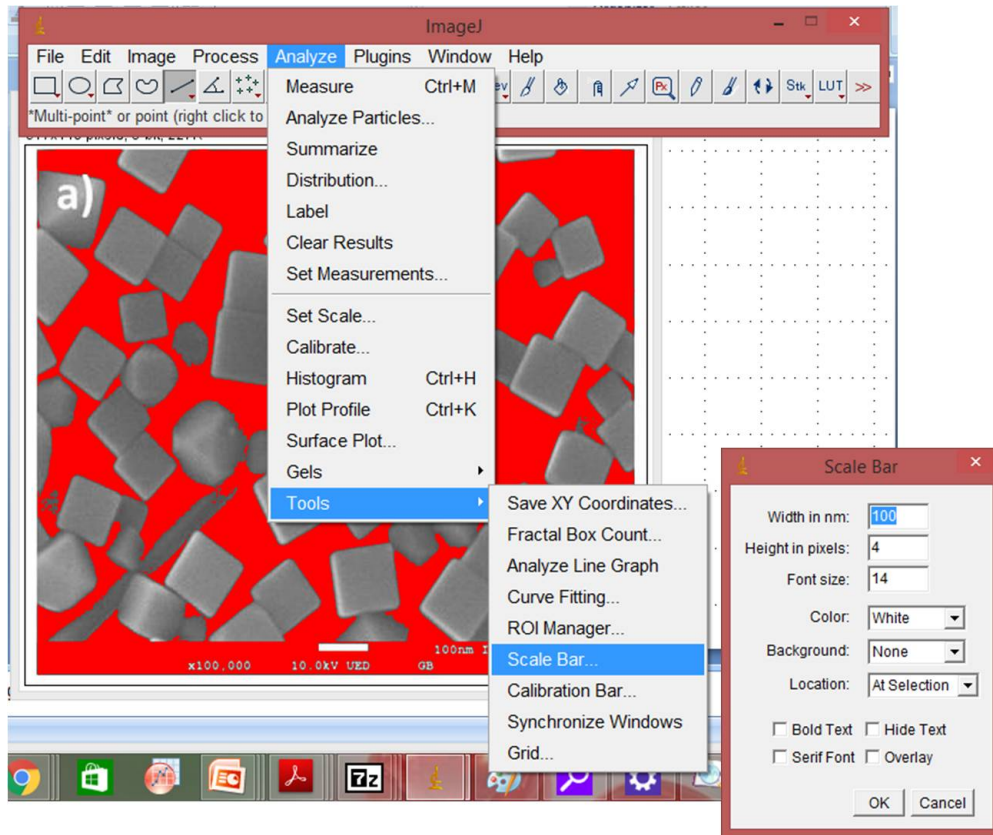 ImageJ
File Edit Image Process Analyze Plugins Window Help
Stk LUT >>
*Multi-point* or point (right click to
Measure Ctrl+M
Analyze Particles...
Summarize
Distribution...
Label
Clear Results
Set Measurements...
Set Scale...
Calibrate...
Histogram Ctrl+H
Plot Profile Ctrl+K
Surface Plot...
Gels
Tools
Save XY Coordinates...
Fractal Box Count...
Analyze Line Graph
Curve Fitting...
ROI Manager...
Scale Bar...
Calibration Bar...
Synchronize Windows
Grid...
a)
100nm
x100,000 10.0kV UED GB
Scale Bar
Width in nm: 100
Height in pixels: 4
Font size: 14
Color: White
Background: None
Location: At Selection
Bold Text Hide Text
Serif Font Overlay
OK Cancel
7z